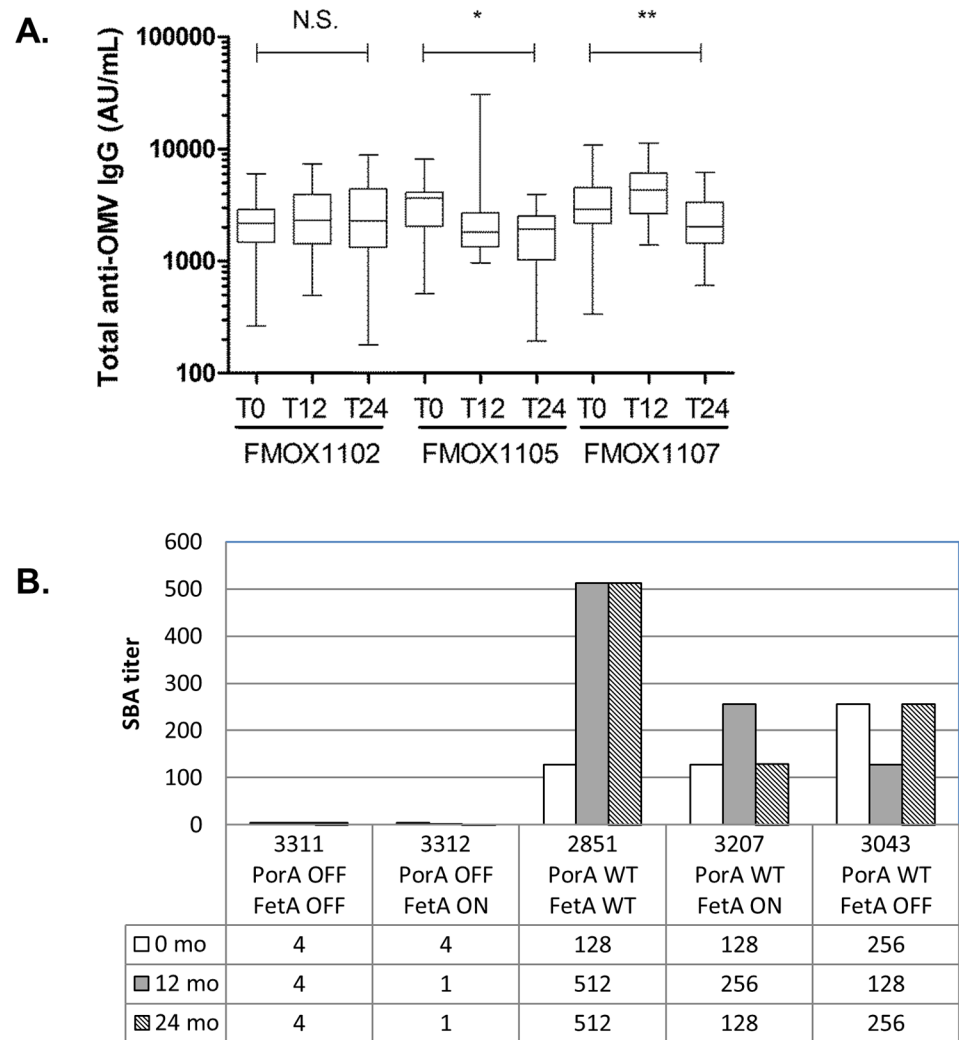 A.
N.S. * **
Total anti-OMV IgG (AU/mL)
100000
10000
1000
100
T0 T12 T24 T0 T12 T24 T0 T12 T24
FMOX1102 FMOX1105 FMOX1107
B.
SBA titer
600
500
400
300
200
100
0
3311 3312 2851 3207 3043
PorA OFF PorA OFF PorA WT PorA WT PorA WT
FetA OFF FetA ON FetA WT FetA ON FetA OFF
0 mo 4 4 128 128 256
12 mo 4 1 512 256 128
24 mo 4 1 512 128 256